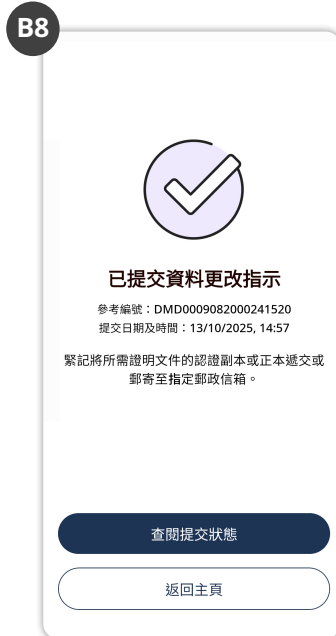 B8
已提交資料更改指示
參考編號：DMD0009082000241520
提交日期及時間：13/10/2025, 14:57
緊記將所需證明文件的認證副本或正本遞交或
郵寄至指定郵政信箱。
查閱提交狀態
返回主頁